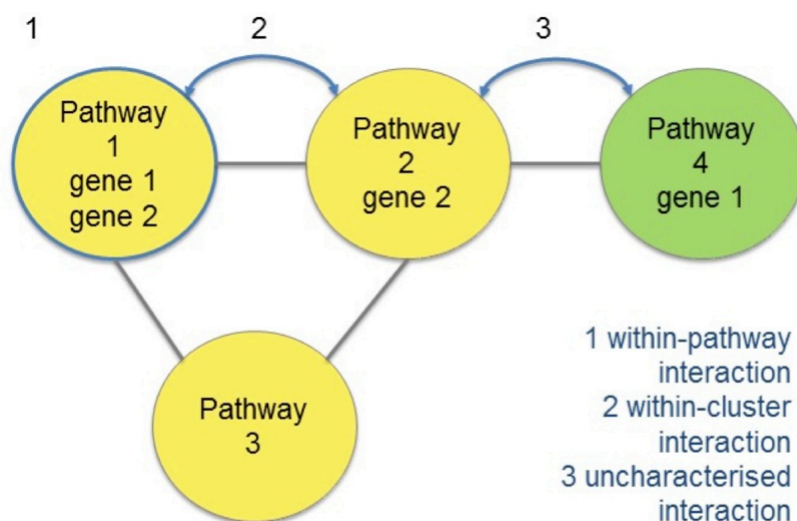 1
2
3
Pathway
1
gene 1
gene 2
Pathway
2
gene 2
Pathway
4
gene 1
Pathway
3
1 within-pathway
interaction
2 within-cluster
interaction
3 uncharacterised
interaction